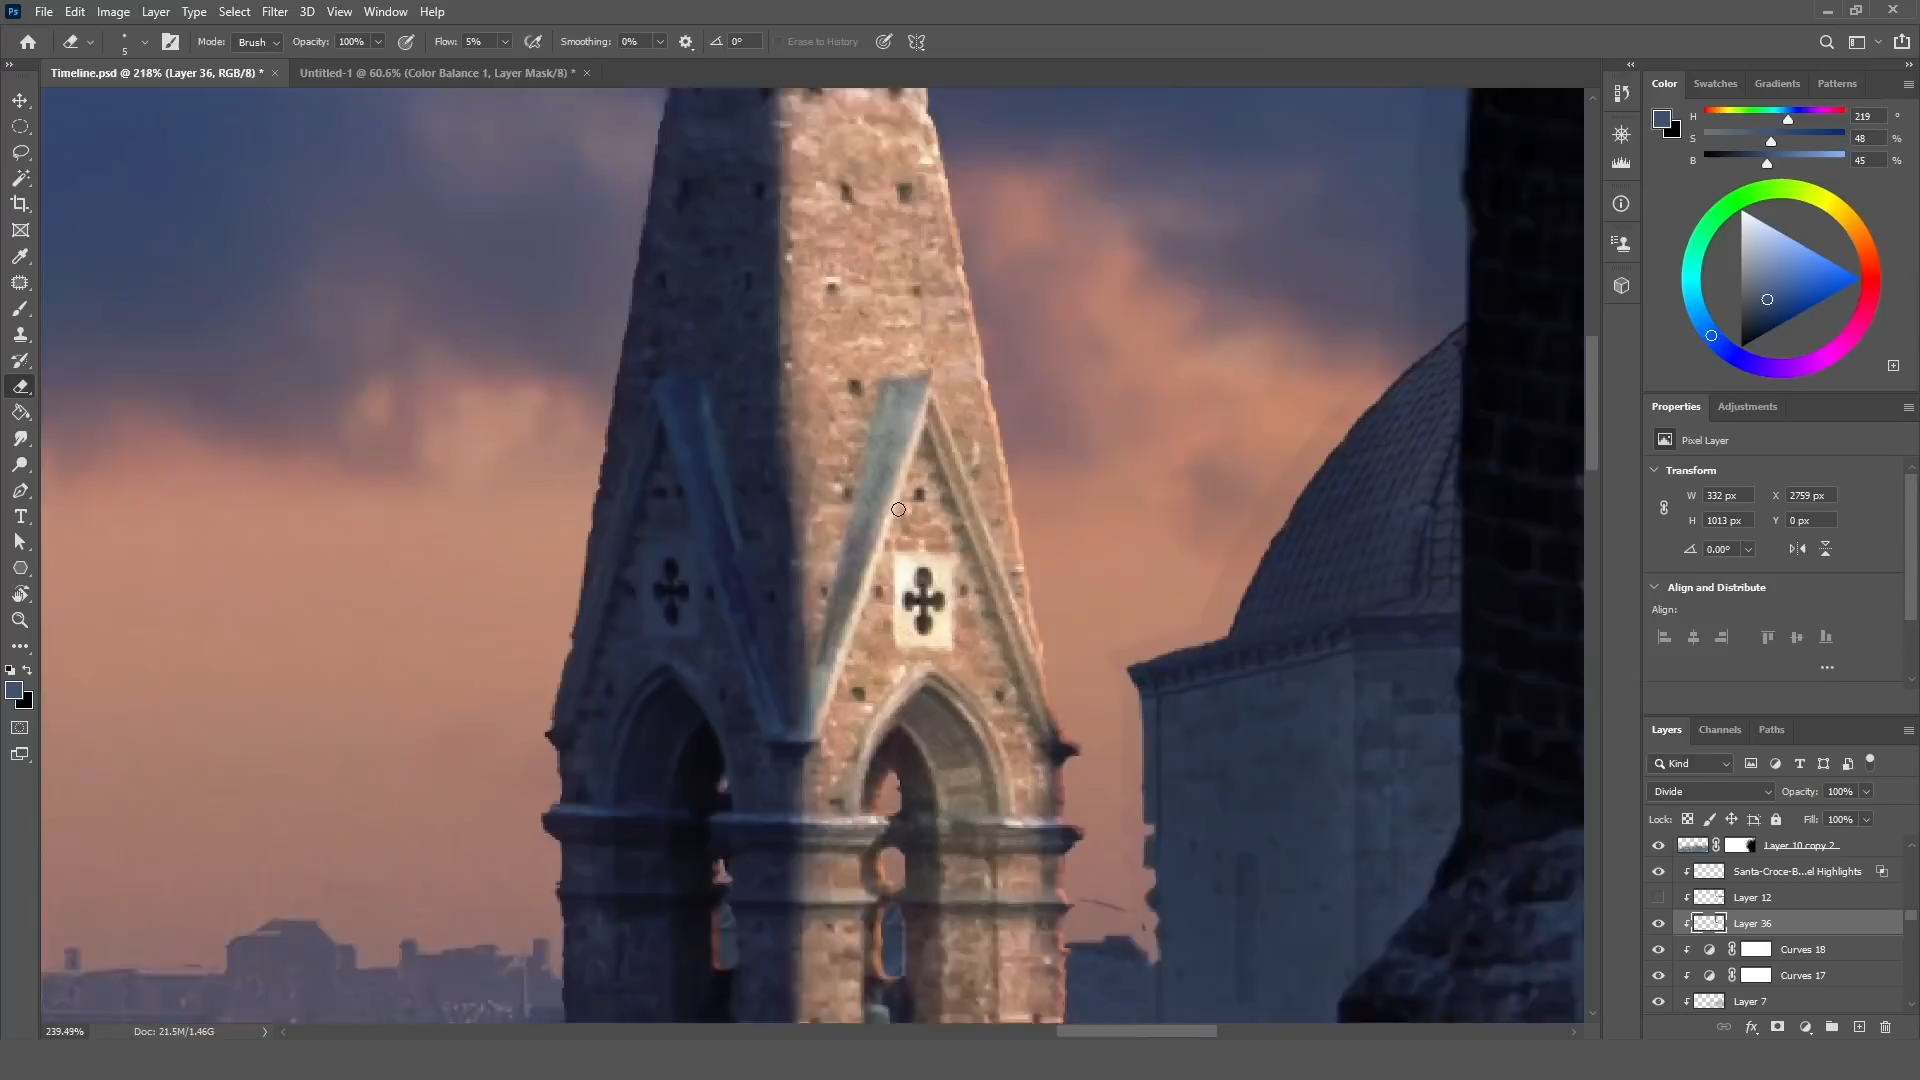 Ps File Edit Image Layer Type Select Filter 3D View Window Help
5 Mode: Brush Opacity: 100% Flow: 5% Smoothing: 0% 0° Erase to History
Timeline.psd @ 218% (Layer 36, RGB/8) * × Untitled-1 @ 60.6% (Color Balance 1, Layer Mask/8) * ×
Color Swatches Gradients Patterns
H 219 °
S 48 %
B 45 %
Properties Adjustments
Pixel Layer
Transform
W 332 px X 2759 px
H 1013 px Y 0 px
0.00°
Align and Distribute
Align:
Layers Channels Paths
Kind
Divide Opacity: 100%
Lock: Fill: 100%
Layer 10 copy 2
Santa-Croce-B...el Highlights
Layer 12
Layer 36
Curves 18
Curves 17
Layer 7
239.49% Doc: 21.5M/1.46G